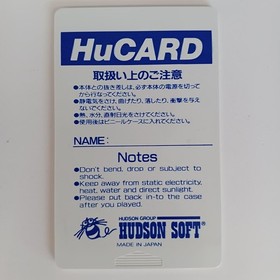 HuCARD
取扱い上のご注意
●本体との抜き差しは、必ず本体の電源を切って
から行なってください。
●静電気をさけ、曲げたり、落したり、衝撃を与え
ないでください。
●熱、水分、直射日光をさけてください。
●使用後はビニールケースに入れてください。
NAME:
Notes
●Don't bend, drop or subject to
shock.
●Keep away from static electricity,
heat, water and direct sunlight.
●Please put back in-to the case
after you played.
HUDSON GROUP
HUDSON SOFT
MADE IN JAPAN